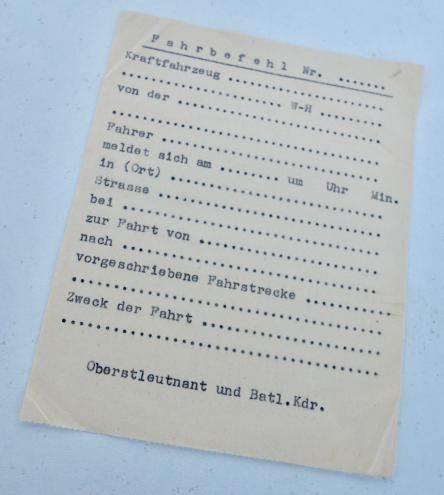 Fahrbefehl Nr. .......
Kraftfahrzeug ......................
..................... W-H ........
von der ......................
Fahrer ......................
meldet sich am ........ um Uhr Min.
in (Ort) ......................
Strasse ......................
bei ......................
zur Fahrt von ......................
nach ......................
vorgeschriebene Fahrstrecke ..........
..................................
Zweck der Fahrt ......................
..................................
Oberstleutnant und Batl.Kdr.